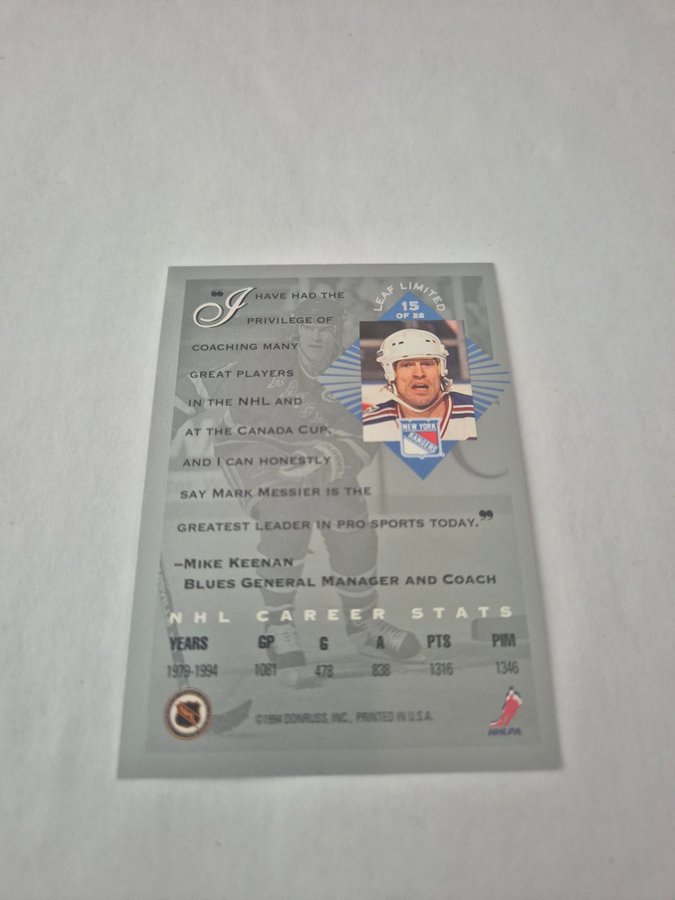 “I HAVE HAD THE
PRIVILEGE OF
COACHING MANY
GREAT PLAYERS
IN THE NHL AND
AT THE CANADA CUP,
AND I CAN HONESTLY
SAY MARK MESSIER IS THE
GREATEST LEADER IN PRO SPORTS TODAY.”
–MIKE KEENAN
BLUES GENERAL MANAGER AND COACH
LEAF LIMITED
15
OF 28
NEW YORK
RANGERS
NHL CAREER STATS
YEARS GP G A PTS PIM
1979-1994 1081 478 838 1316 1346
NHL
©1994 DONRUSS, INC., PRINTED IN U.S.A.
NHLPA